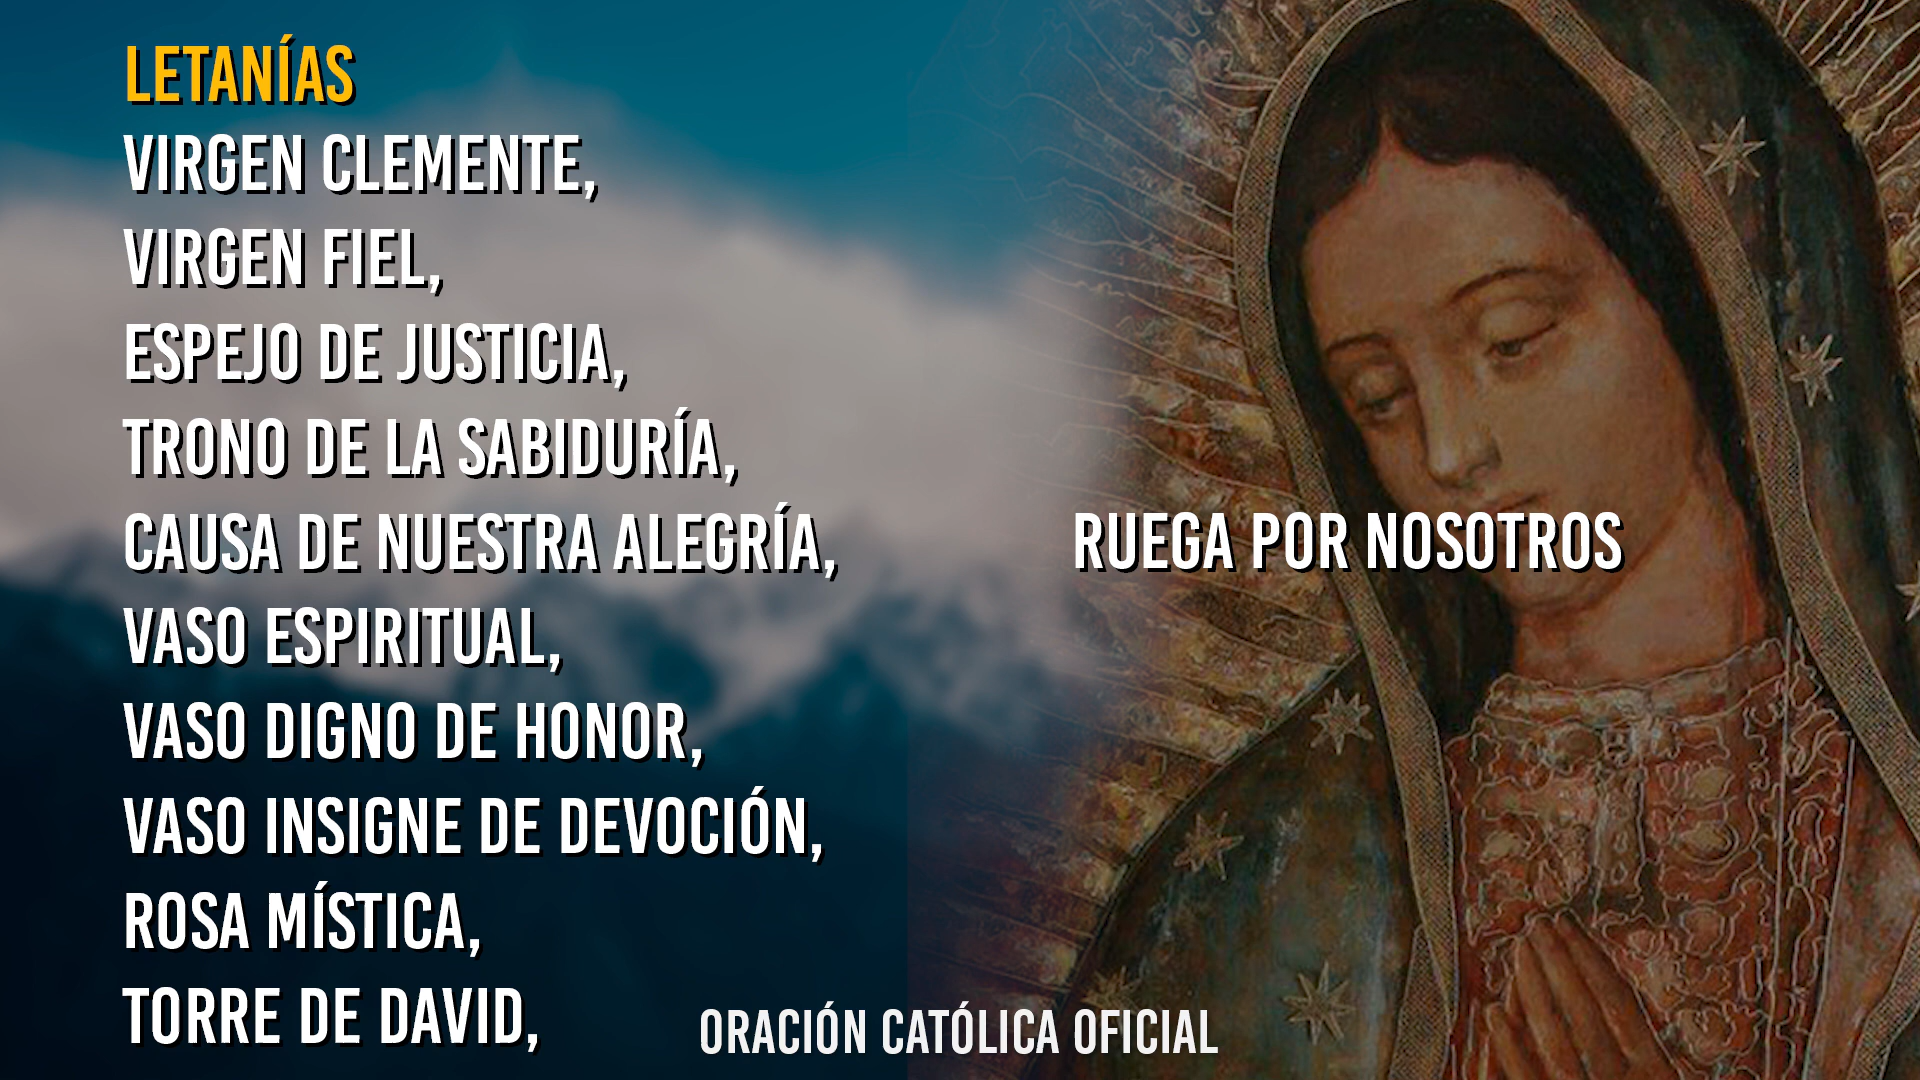 LETANÍAS
VIRGEN CLEMENTE,
VIRGEN FIEL,
ESPEJO DE JUSTICIA,
TRONO DE LA SABIDURÍA,
CAUSA DE NUESTRA ALEGRÍA,
RUEGA POR NOSOTROS
VASO ESPIRITUAL,
VASO DIGNO DE HONOR,
VASO INSIGNE DE DEVOCIÓN,
ROSA MÍSTICA,
TORRE DE DAVID,
ORACIÓN CATÓLICA OFICIAL